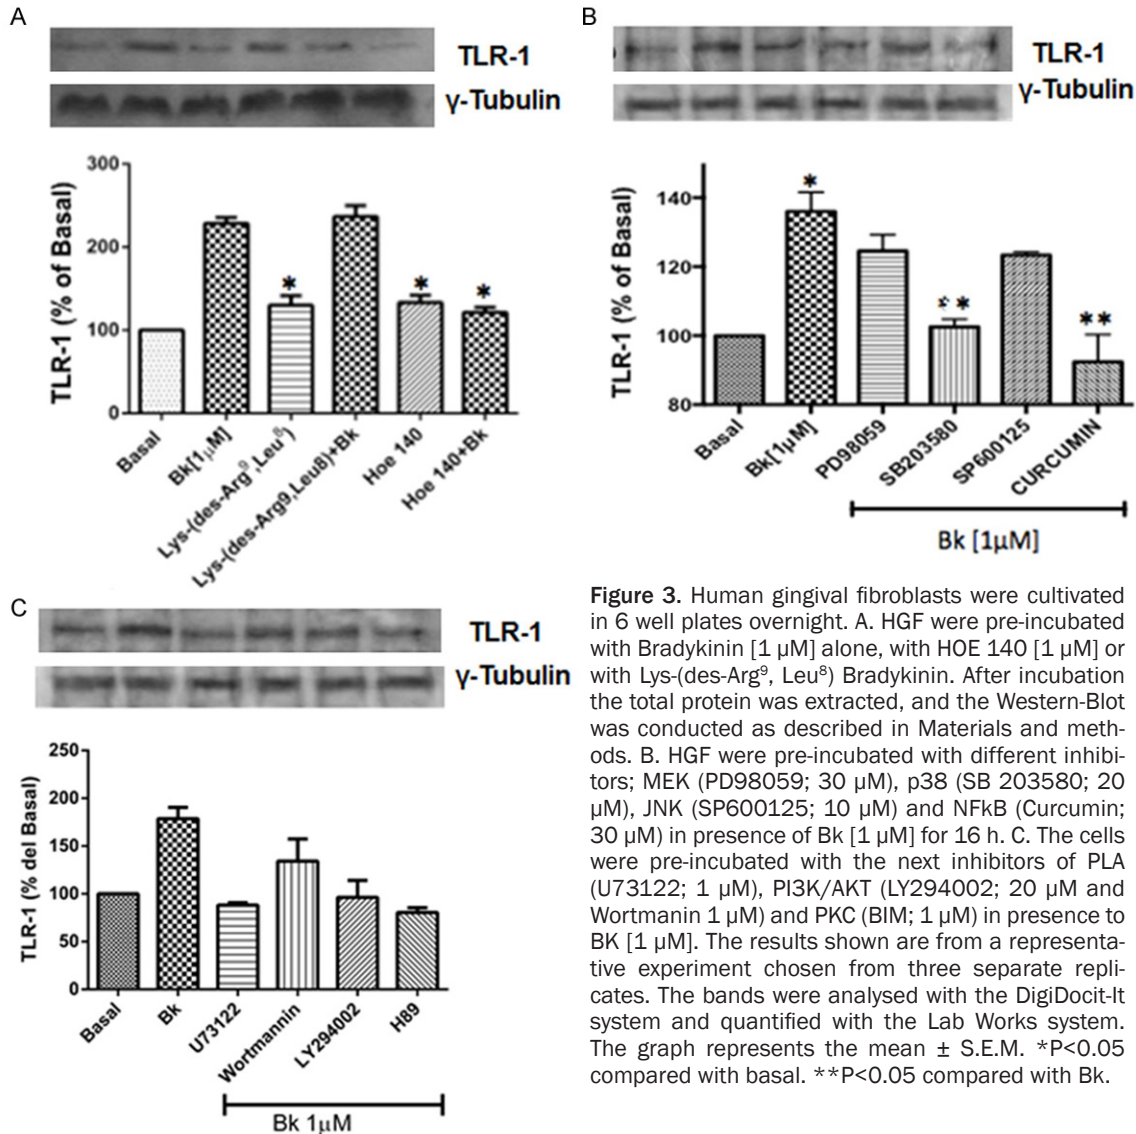 A
TLR-1
γ-Tubulin
300
200
100
0
TLR-1 (% of Basal)
*
*
*
Basal
Bk[1μM]
Lys-(des-Arg⁹,Leu⁸)
Lys-(des-Arg9,Leu8)+Bk
Hoe 140
Hoe 140+Bk
B
TLR-1
γ-Tubulin
140
120
100
80
TLR-1 (% of Basal)
*
**
**
Basal
Bk[1μM]
PD98059
SB203580
SP600125
CURCUMIN
Bk [1μM]
C
TLR-1
γ-Tubulin
250
200
150
100
50
0
TLR-1 (% del Basal)
Basal
Bk
U73122
Wortmannin
LY294002
H89
Bk 1μM
Figure 3. Human gingival fibroblasts were cultivated
in 6 well plates overnight. A. HGF were pre-incubated
with Bradykinin [1 μM] alone, with HOE 140 [1 μM] or
with Lys-(des-Arg⁹, Leu⁸) Bradykinin. After incubation
the total protein was extracted, and the Western-Blot
was conducted as described in Materials and meth-
ods. B. HGF were pre-incubated with different inhibi-
tors; MEK (PD98059; 30 μM), p38 (SB 203580; 20
μM), JNK (SP600125; 10 μM) and NFkB (Curcumin;
30 μM) in presence of Bk [1 μM] for 16 h. C. The cells
were pre-incubated with the next inhibitors of PLA
(U73122; 1 μM), PI3K/AKT (LY294002; 20 μM and
Wortmanin 1 μM) and PKC (BIM; 1 μM) in presence to
BK [1 μM]. The results shown are from a representa-
tive experiment chosen from three separate repli-
cates. The bands were analysed with the DigiDocit-It
system and quantified with the Lab Works system.
The graph represents the mean ± S.E.M. *P<0.05
compared with basal. **P<0.05 compared with Bk.